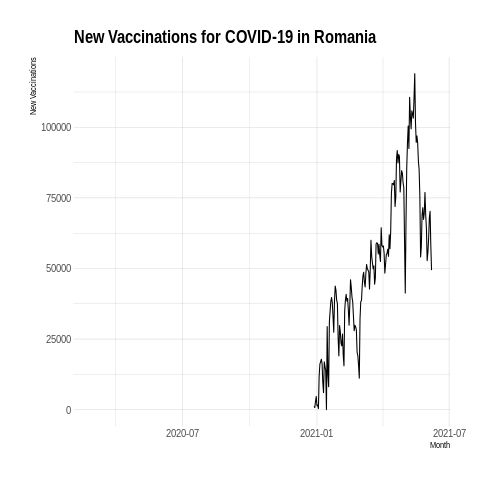 New Vaccinations for COVID-19 in Romania
New Vaccinations
100000
75000
50000
25000
0
2020-07
2021-01
2021-07
Month